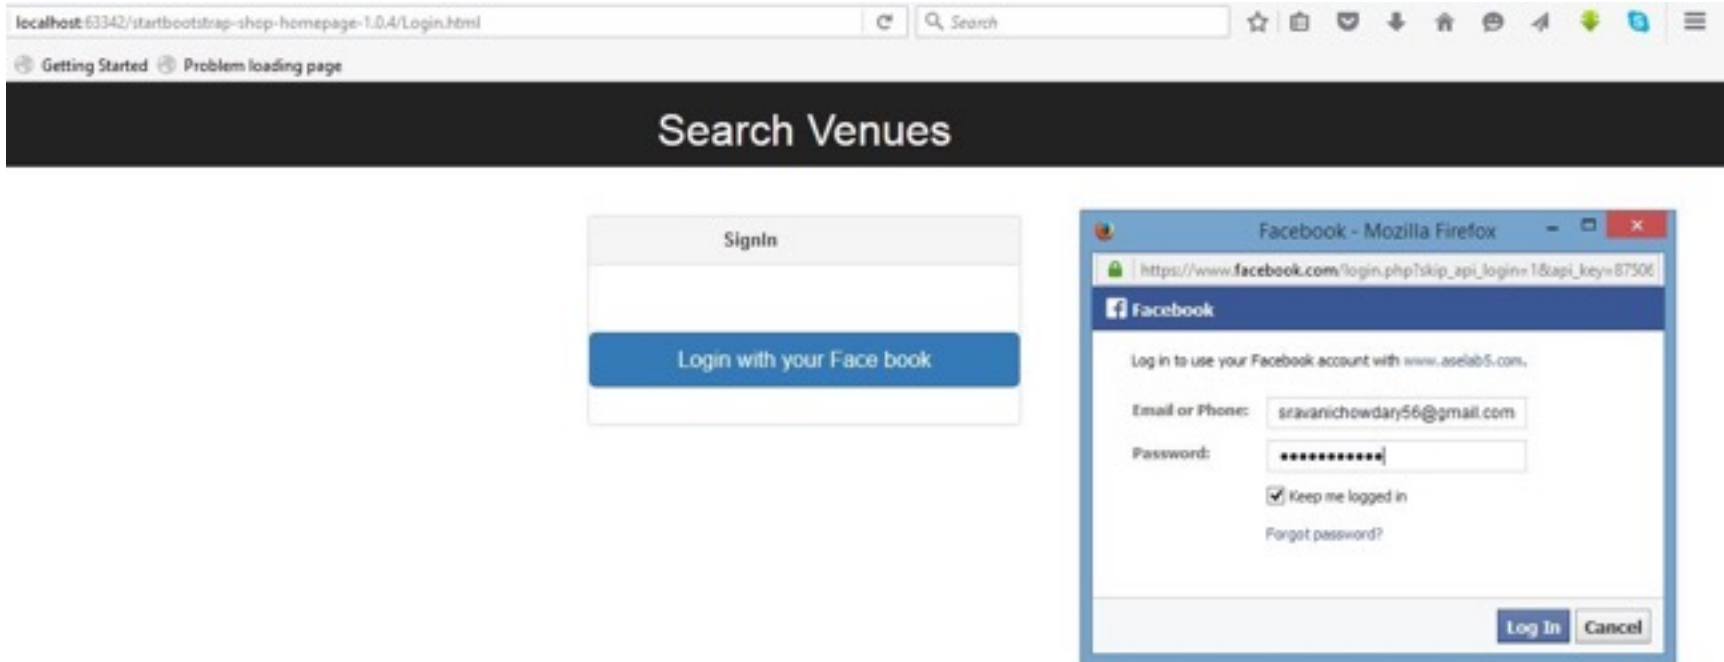 localhost:63342/startbootstrap-shop-homepage-1.0.4/Login.html
Search
Getting Started Problem loading page
Search Venues
SignIn
Login with your Face book
Facebook - Mozilla Firefox
https://www.facebook.com/login.php?skip_api_login=1&api_key=87506
Facebook
Log in to use your Facebook account with www.aselab5.com.
Email or Phone: sravanichowdary56@gmail.com
Password: •••••••••••
Keep me logged in
Forgot password?
Log In Cancel